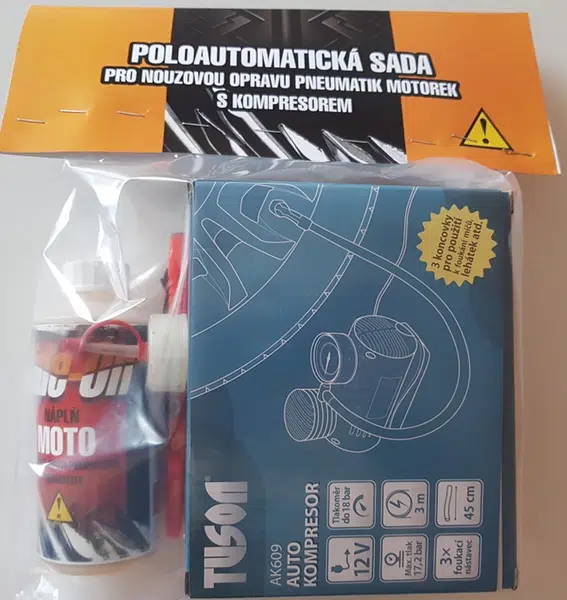 POLOAUTOMATICKÁ SADA
PRO NOUZOVOU OPRAVU PNEUMATIK MOTOREK
S KOMPRESOREM
3 koncovky
pro použití
k foukání míčů,
lehátek atd.
NÁPLŇ
MOTO
TUSON
AK609
AUTO
KOMPRESOR
Tlakoměr
do 18 bar
3 m
45 cm
12V
Max. tlak
17,2 bar
3×
foukací
nástavec